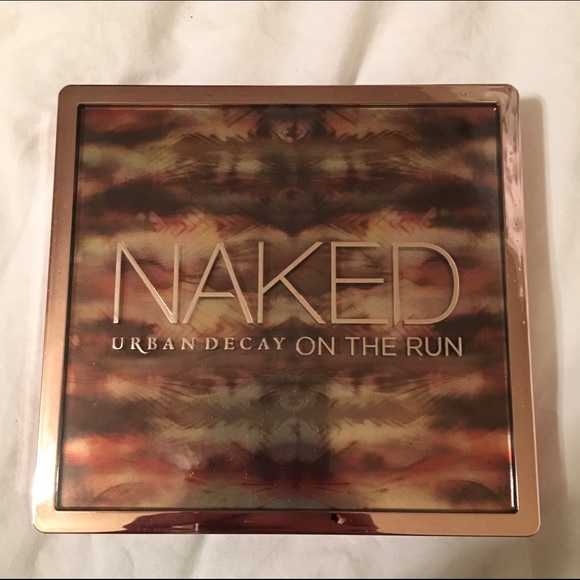 NAKED
URBAN DECAY ON THE RUN